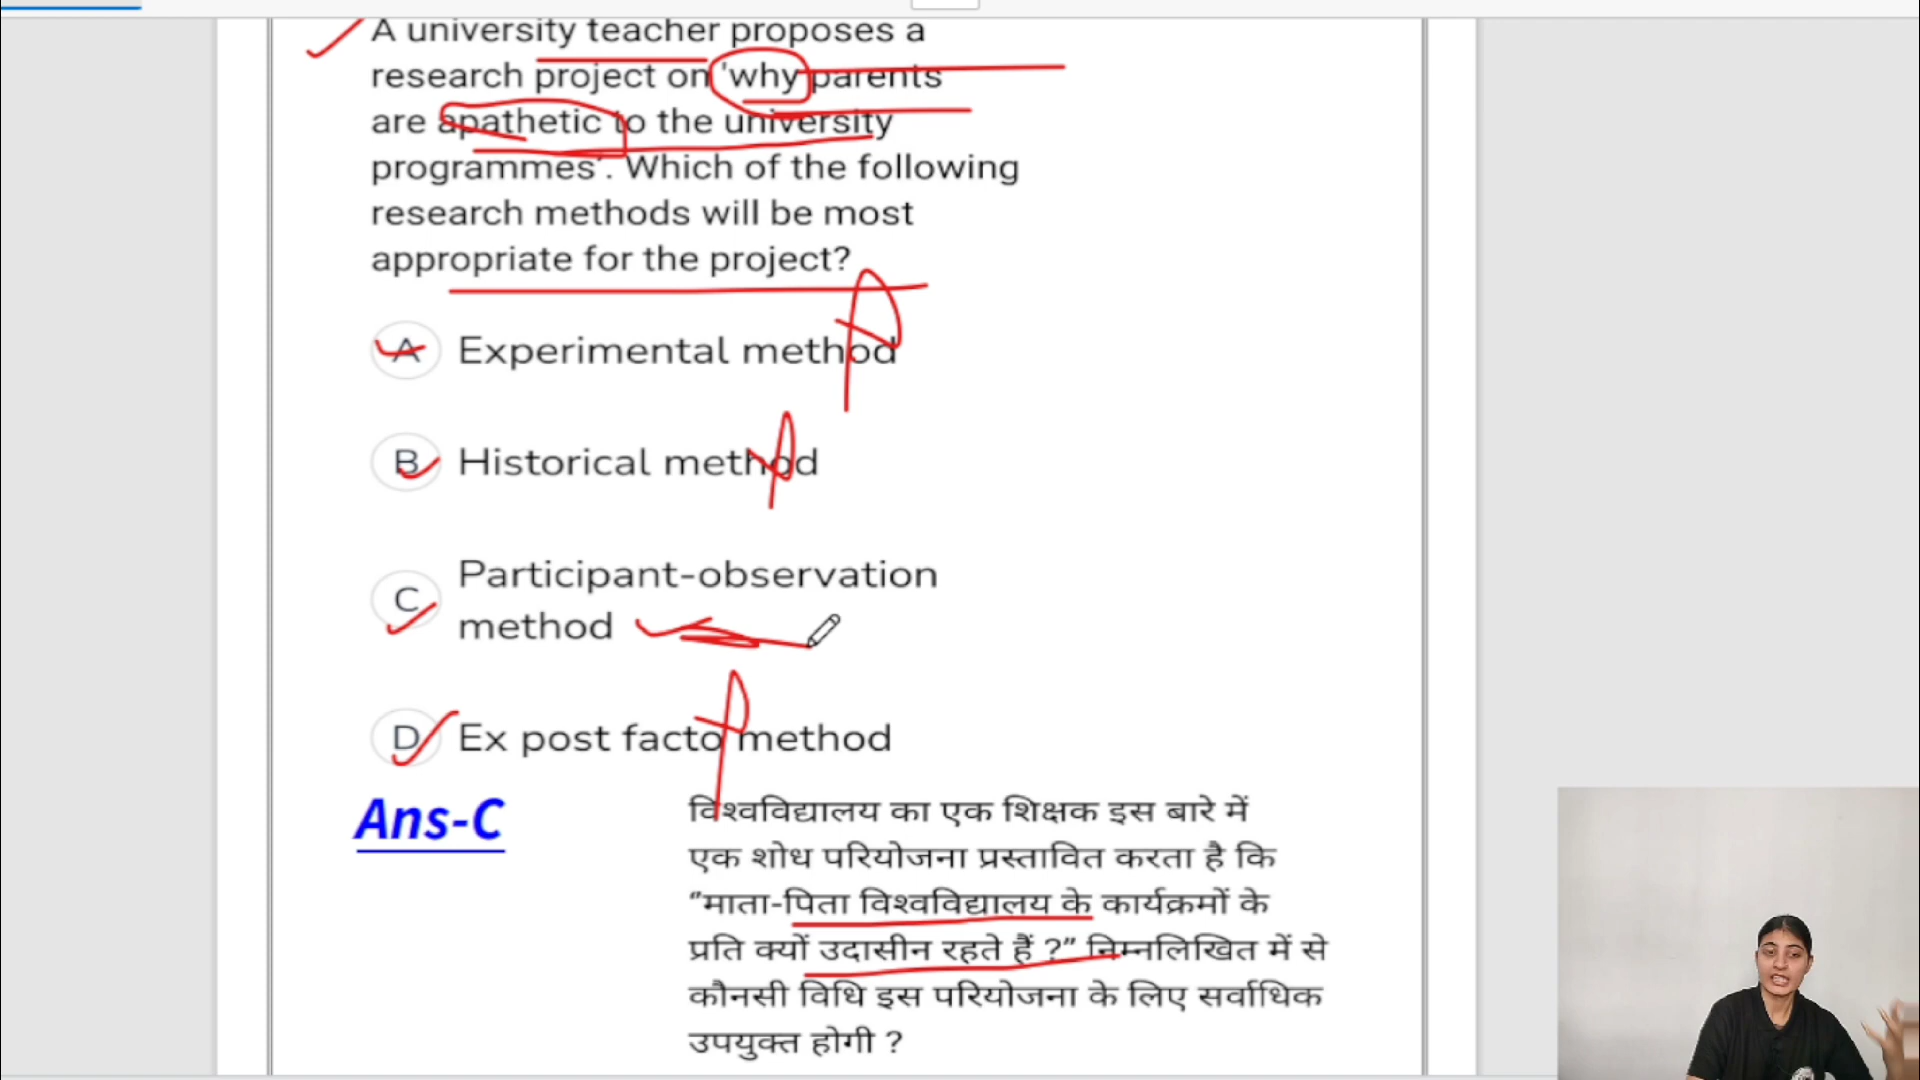 A university teacher proposes a
research project on 'why parents
are apathetic to the university
programmes'. Which of the following
research methods will be most
appropriate for the project?
A Experimental method
B Historical method
C Participant-observation
method
D Ex post facto method
Ans-C
विश्वविद्यालय का एक शिक्षक इस बारे में
एक शोध परियोजना प्रस्तावित करता है कि
“माता-पिता विश्वविद्यालय के कार्यक्रमों के
प्रति क्यों उदासीन रहते हैं ?” निम्नलिखित में से
कौनसी विधि इस परियोजना के लिए सर्वाधिक
उपयुक्त होगी ?